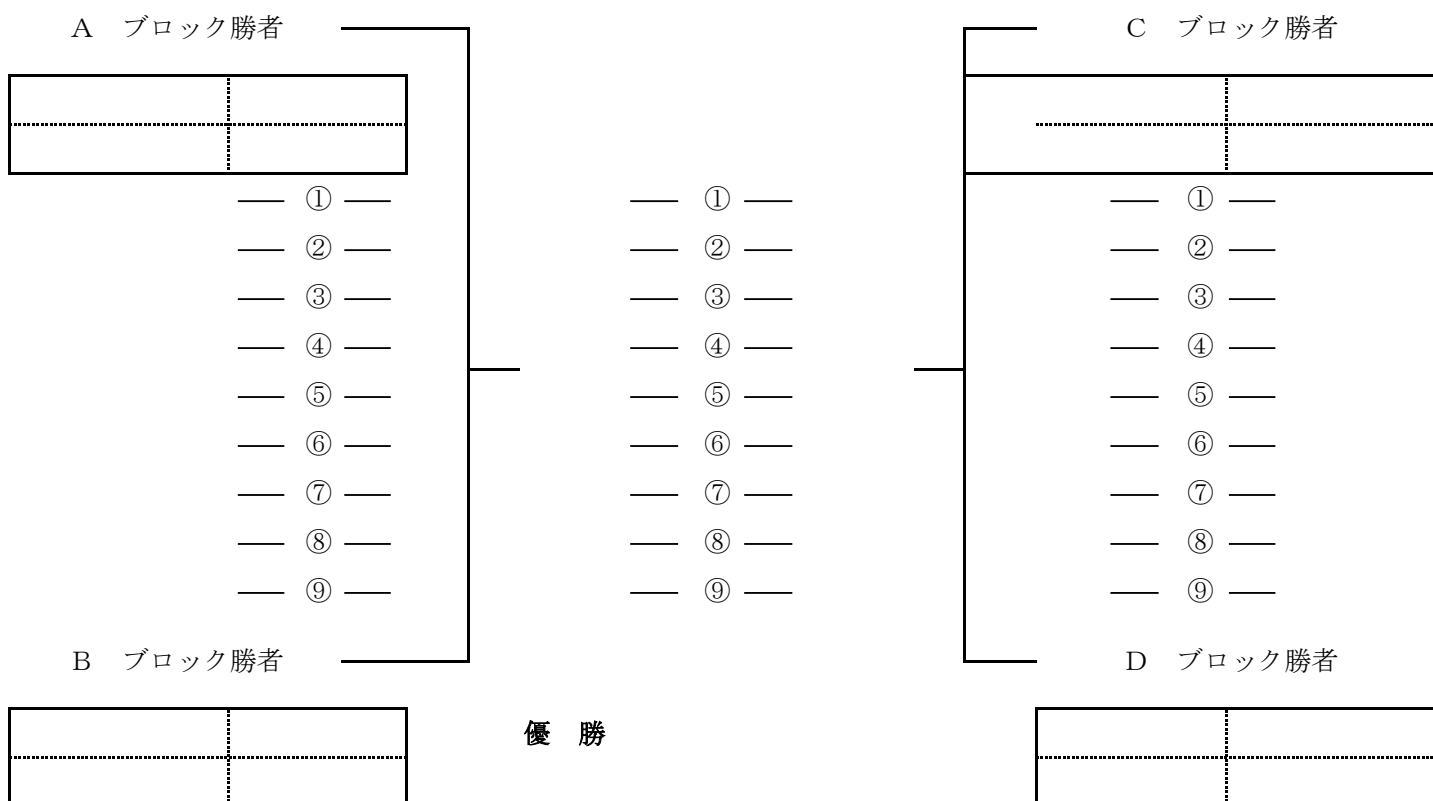 A　ブロック勝者　C　ブロック勝者
― ① ―　― ① ―　― ① ―
― ② ―　― ② ―　― ② ―
― ③ ―　― ③ ―　― ③ ―
― ④ ―　― ④ ―　― ④ ―
― ⑤ ―　― ⑤ ―　― ⑤ ―
― ⑥ ―　― ⑥ ―　― ⑥ ―
― ⑦ ―　― ⑦ ―　― ⑦ ―
― ⑧ ―　― ⑧ ―　― ⑧ ―
― ⑨ ―　― ⑨ ―　― ⑨ ―
B　ブロック勝者　D　ブロック勝者
優　勝